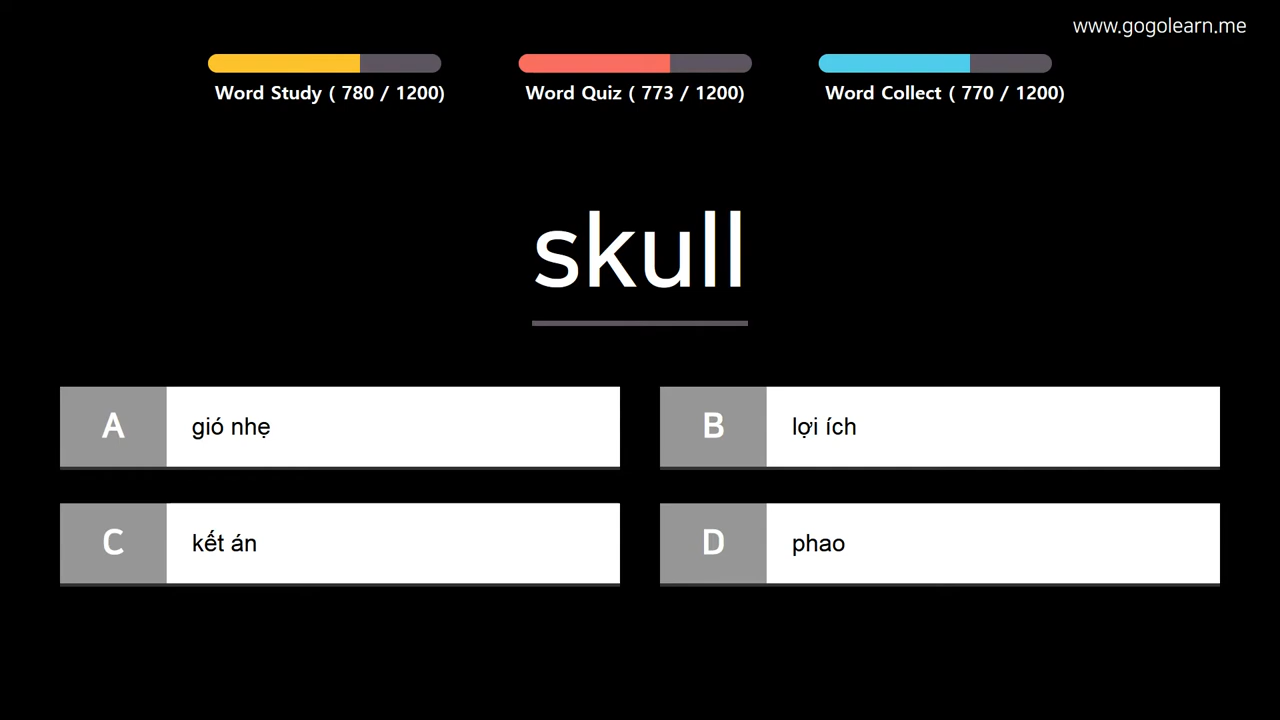 www.gogolearn.me
Word Study ( 780 / 1200)
Word Quiz ( 773 / 1200)
Word Collect ( 770 / 1200)
skull
A gió nhẹ
B lợi ích
C kết án
D phao